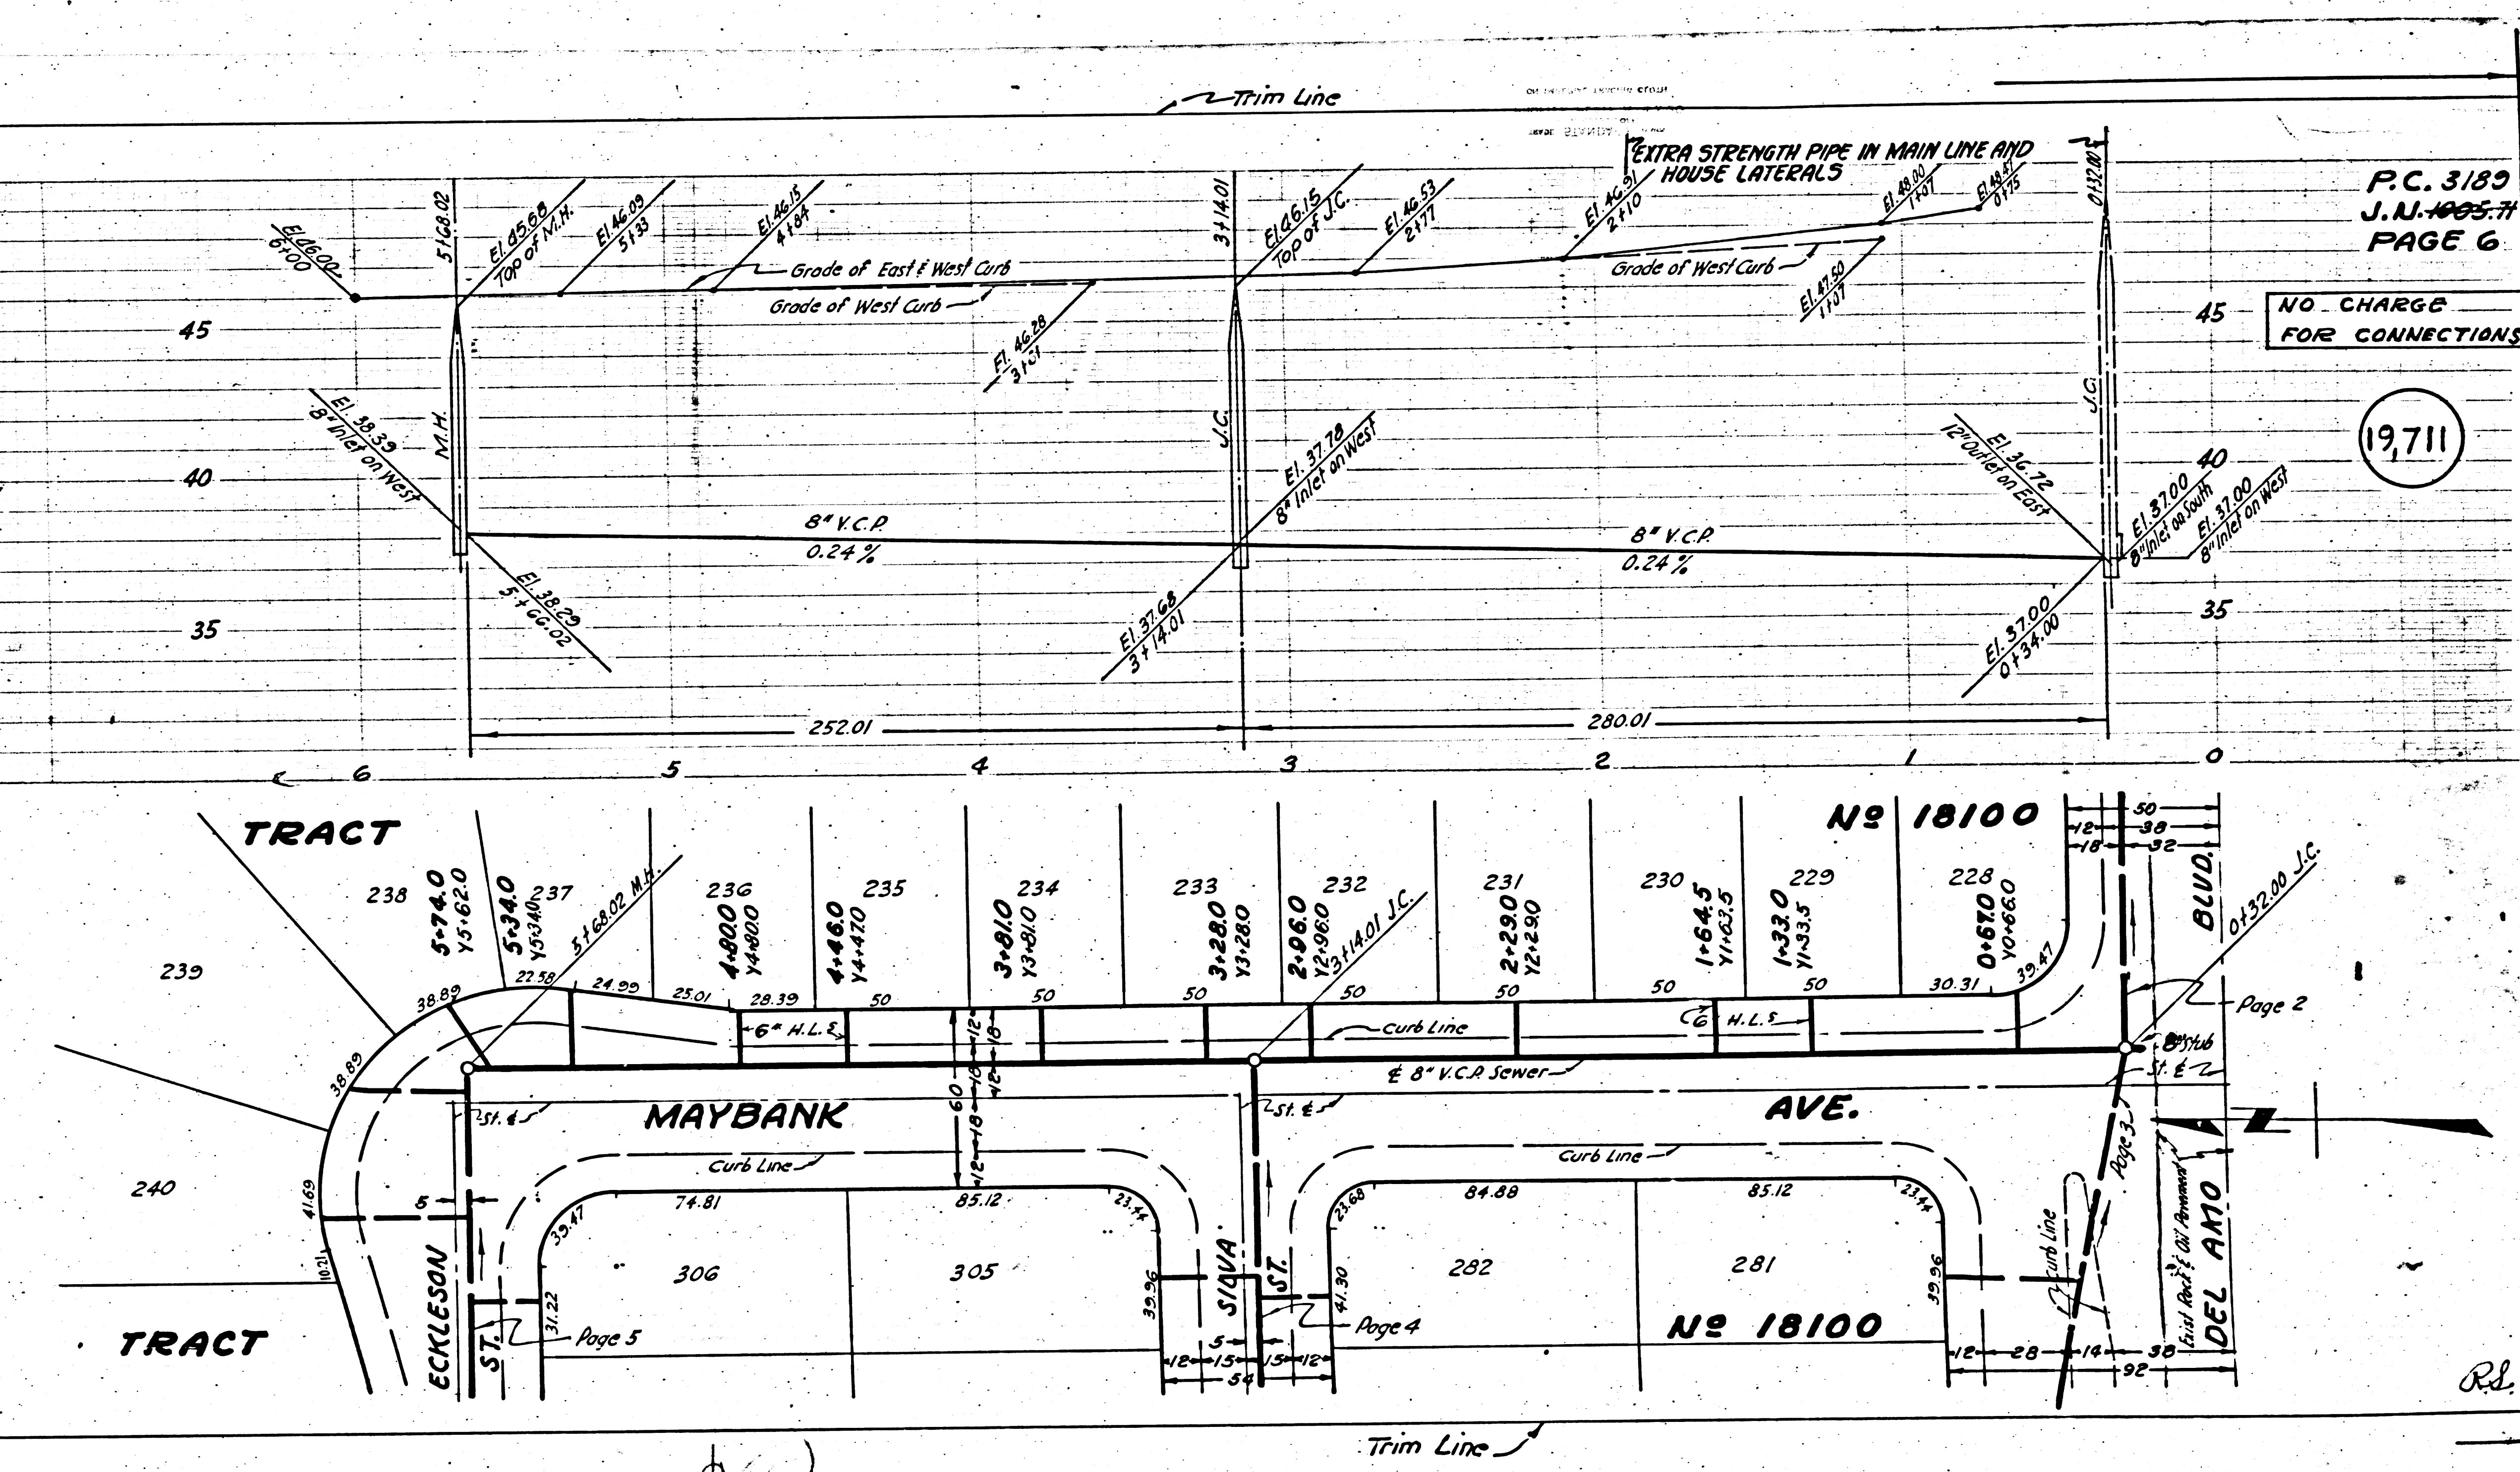 Trim Line
EXTRA STRENGTH PIPE IN MAIN LINE AND
HOUSE LATERALS
P.C. 3189
J.N. 1005.71
PAGE 6
NO CHARGE
FOR CONNECTIONS
19,711
El. 46.00
6+00
5+68.02
El. 45.68
Top of M.H.
El. 46.09
5+33
El. 46.15
4+84
3+14.01
El. 46.15
Top of J.C.
El. 46.53
2+77
El. 46.91
2+10
El. 48.00
1+07
El. 48.47
0+75
0+32.00
Grade of East & West Curb
Grade of West Curb
Grade of West Curb
El. 46.28
El. 47.50
1+07
45
45
M.H.
J.C.
J.C.
El. 38.39
8" Inlet on West
El. 37.78
8" Inlet on West
El. 36.72
12" Outlet on East
El. 37.00
8" Inlet on South
El. 37.00
8" Inlet on West
40
40
8" V.C.P.
0.24 %
8" V.C.P.
0.24 %
El. 38.29
5+66.02
El. 37.68
3+14.01
El. 37.00
0+34.00
35
35
252.01
280.01
6 5 4 3 2 1 0
TRACT
Nº 18100
238 237 236 235 234 233 232 231 230 229 228
5+74.0
Y5+62.0
5+34.0
Y5+34.0
5+68.02 M.H.
4+80.0
Y4+80.0
4+46.0
Y4+47.0
3+81.0
Y3+81.0
3+28.0
Y3+28.0
2+96.0
Y2+96.0
3+14.01 J.C.
2+29.0
Y2+29.0
1+64.5
Y1+63.5
1+33.0
Y1+33.5
0+67.0
Y0+66.0
50
12 38
18 32
BLVD.
0+32.00 J.C.
239
38.89
22.58 24.99 25.01 28.39 50 50 50 50 50 50 50 30.31 39.47
Page 2
6" H.L.s
Curb Line
6" H.L.s
8" Stub
38.89
₵ 8" V.C.P. Sewer
St. ₵
St. ₵
St. ₵
60
12 18 18 12
12 18
42
MAYBANK
AVE.
Curb Line
Curb Line
Page 3
N
240
41.69
5
39.47
74.81
85.12
23.44
23.68
84.88
85.12
23.44
10.21
306
305
282
281
31.22
39.96
41.30
39.96
ECKLESON
ST.
SILVA
ST.
Curb Line
Exist Rock & Oil Pavement
DEL AMO
Page 5
Page 4
TRACT
Nº 18100
5
12 15 15 12
54
12 28 14 38
92
R.S.
Trim Line